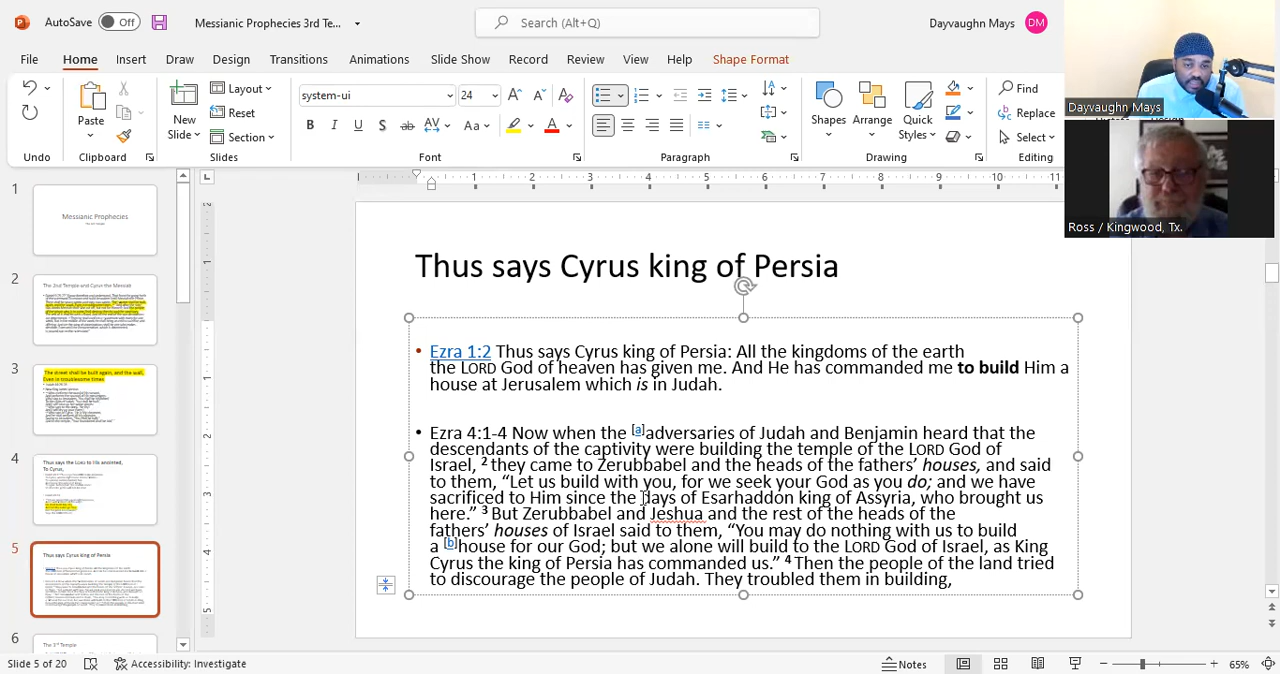 AutoSave Off Messianic Prophecies 3rd Te... Search (Alt+Q) Dayvaughn Mays DM
File Home Insert Draw Design Transitions Animations Slide Show Record Review View Help Shape Format
Undo
Paste
Clipboard
New
Slide
Layout
Reset
Section
Slides
system-ui 24
Font
Paragraph
Shapes
Arrange
Quick
Styles
Drawing
Find
Replace
Select
Editing
Dayvaughn Mays
Ross / Kingwood, Tx.
1
Messianic Prophecies
2
The 2nd Temple and Cyrus the Messiah
3
The street shall be built again, and the wall,
Even in troublesome times
4
Thus says the LORD to His anointed,
To Cyrus,
5
Thus says Cyrus king of Persia
6
The 3rd Temple
Thus says Cyrus king of Persia
• Ezra 1:2 Thus says Cyrus king of Persia: All the kingdoms of the earth
the LORD God of heaven has given me. And He has commanded me to build Him a
house at Jerusalem which is in Judah.
• Ezra 4:1-4 Now when the [a]adversaries of Judah and Benjamin heard that the
descendants of the captivity were building the temple of the LORD God of
Israel, 2 they came to Zerubbabel and the heads of the fathers’ houses, and said
to them, “Let us build with you, for we seek your God as you do; and we have
sacrificed to Him since the days of Esarhaddon king of Assyria, who brought us
here.” 3 But Zerubbabel and Jeshua and the rest of the heads of the
fathers’ houses of Israel said to them, “You may do nothing with us to build
a [b]house for our God; but we alone will build to the LORD God of Israel, as King
Cyrus the king of Persia has commanded us.” 4 Then the people of the land tried
to discourage the people of Judah. They troubled them in building,
Slide 5 of 20 Accessibility: Investigate Notes 65%